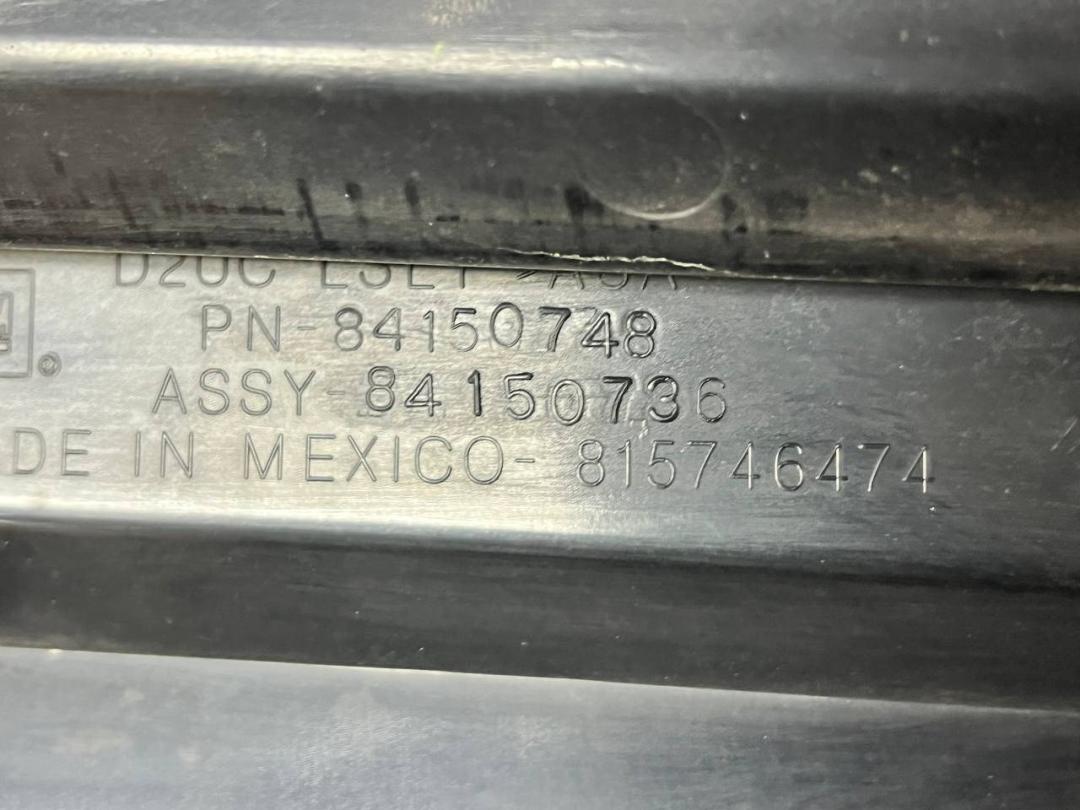 PN-84150748
ASSY-84150736
DE IN MEXICO- 815746474